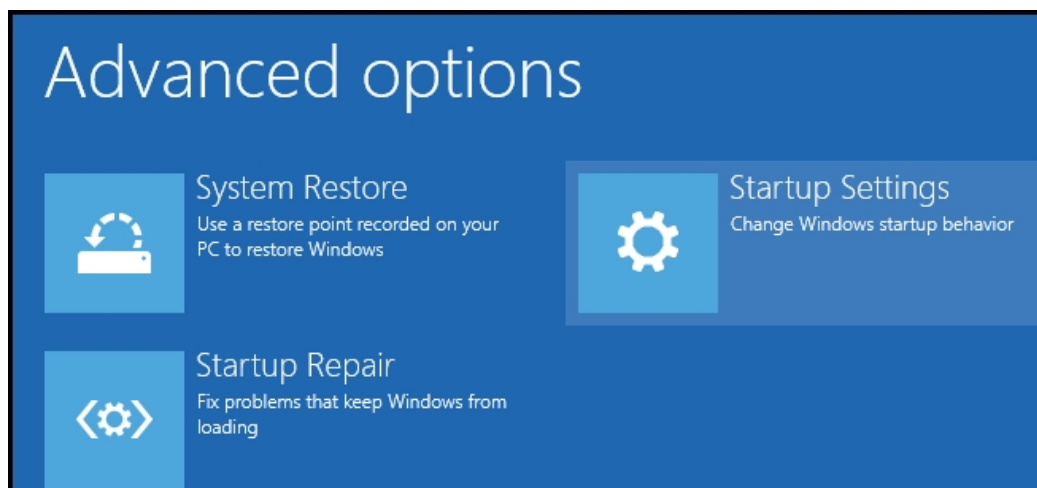 Advanced options
System Restore
Use a restore point recorded on your
PC to restore Windows
Startup Settings
Change Windows startup behavior
Startup Repair
Fix problems that keep Windows from
loading